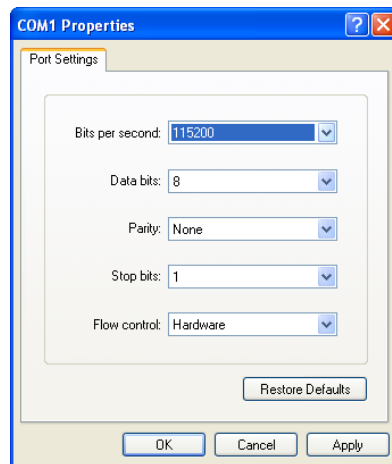 COM1 Properties
Port Settings
Bits per second: 115200
Data bits: 8
Parity: None
Stop bits: 1
Flow control: Hardware
Restore Defaults
OK Cancel Apply